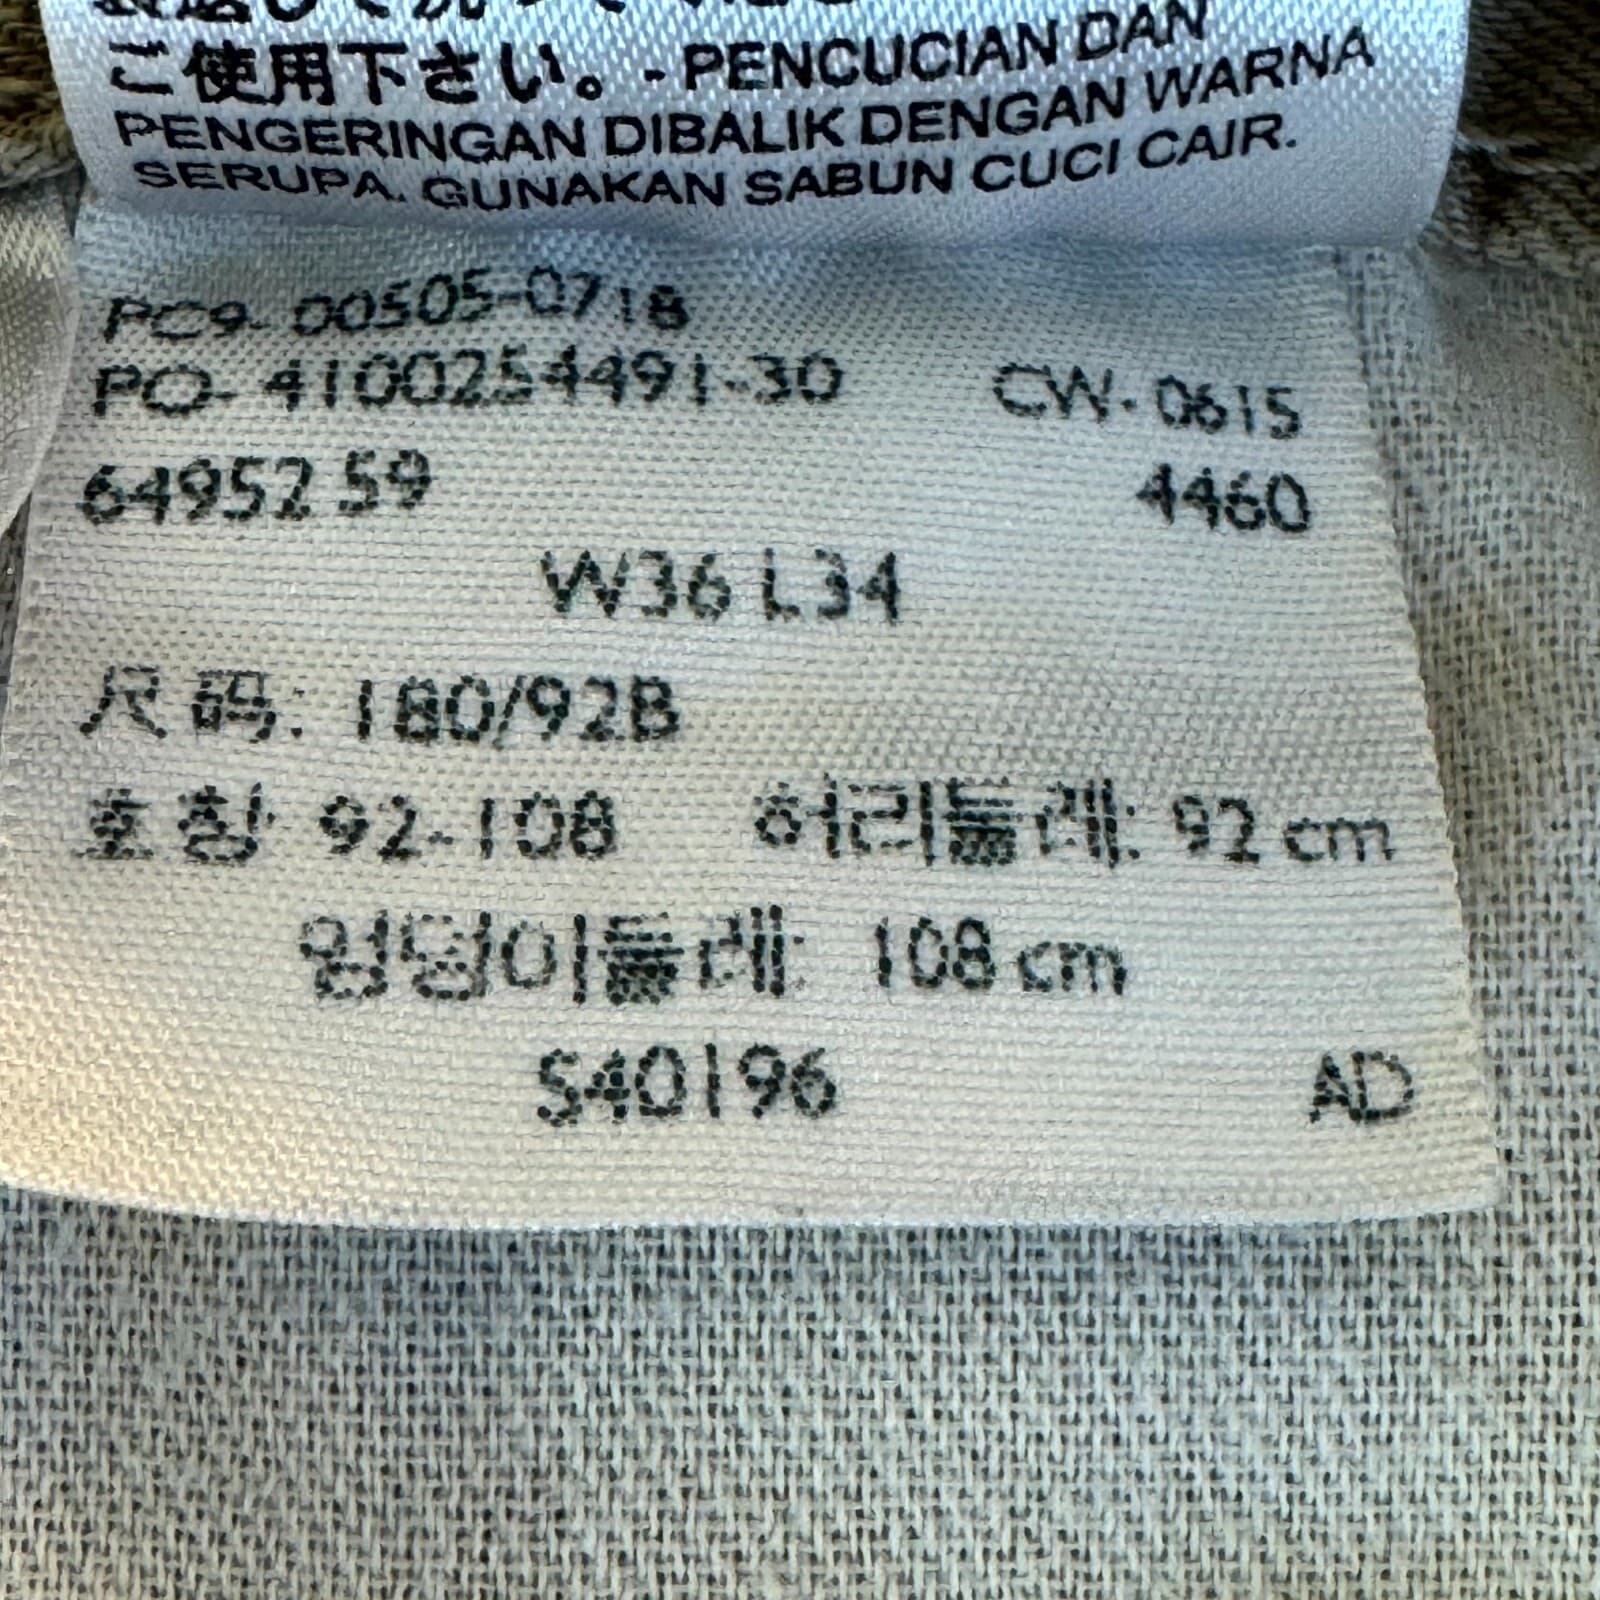 ご使用下さい。- PENCUCIAN DAN
PENGERINGAN DIBALIK DENGAN WARNA
SERUPA. GUNAKAN SABUN CUCI CAIR.
PC9- 00505-0718
PO- 4100254491-30 CW- 0615
64952 59 4460
W36 L34
尺码: 180/92B
호칭: 92-108 허리둘레: 92 cm
엉덩이둘레: 108 cm
S40196 AD